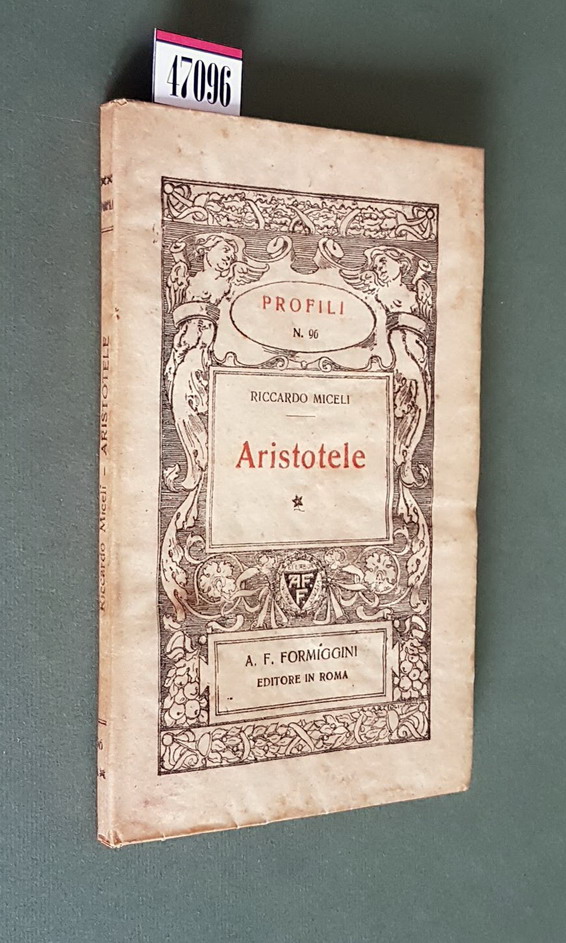 47096
PROFILI
N. 96
RICCARDO MICELI
Aristotele
A. F.
F
A. F. FORMÍGGINI
EDITORE IN ROMA
Riccardo Miceli - ARISTOTELE